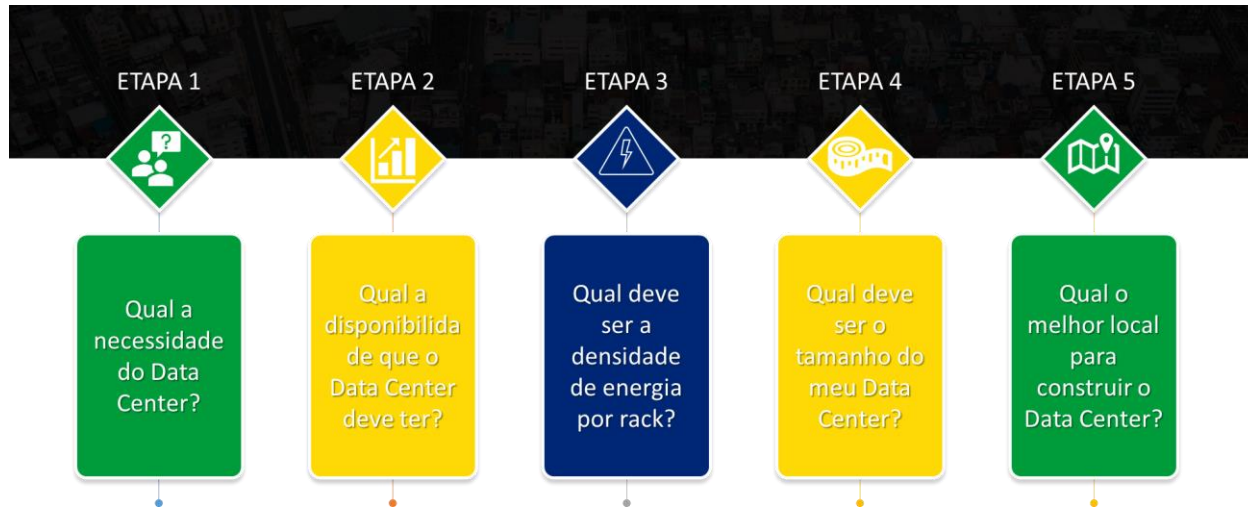 ETAPA 1
ETAPA 2
ETAPA 3
ETAPA 4
ETAPA 5
?
Qual a
necessidade
do Data
Center?
Qual a
disponibilida
de que o
Data Center
deve ter?
Qual deve
ser a
densidade
de energia
por rack?
Qual deve
ser o
tamanho do
meu Data
Center?
Qual o
melhor local
para
construir o
Data Center?